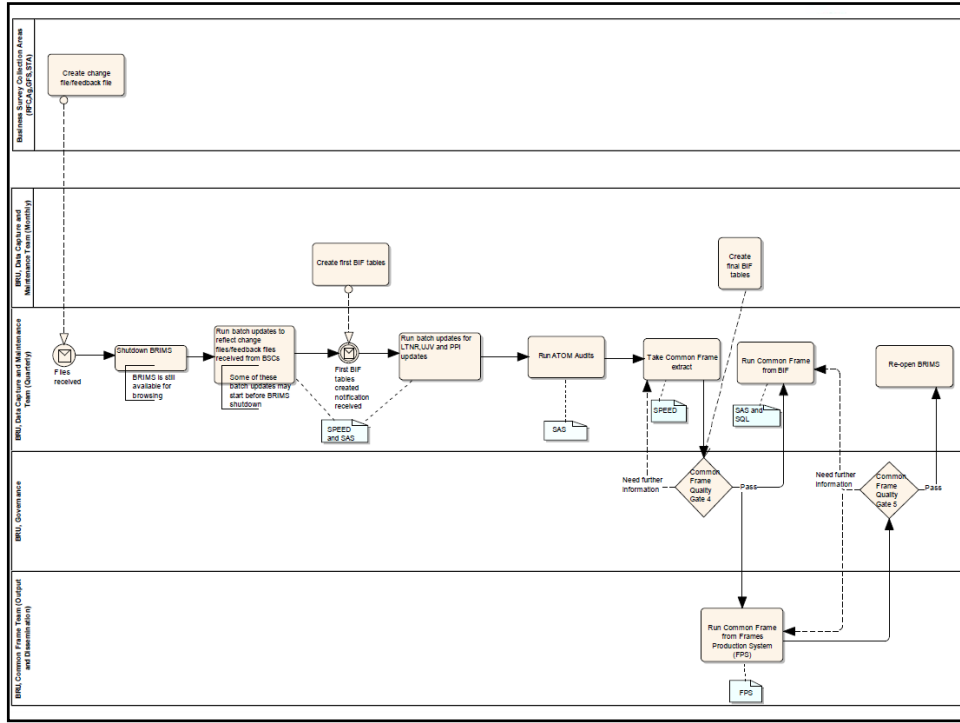 Business Survey Collection Areas
(RFC,Ag,GFS,STA)
Create change
file/feedback file
BRU, Data Capture and
Maintenance Team (Monthly)
Create first BIF tables
Create
final BIF
tables
BRU, Data Capture and Maintenance
Team (Quarterly)
Files
received
Shutdown BRIMS
BRIMS is still
available for
browsing
Run batch updates to
reflect change
files/feedback files
received from BSCs
Some of these
batch updates may
start before BRIMS
shutdown
First BIF
tables
created
notification
received
Run batch updates for
LTNR,UJV and PPI
updates
SPEED
and SAS
Run ATOM Audits
SAS
Take Common Frame
extract
SPEED
Run Common Frame
from BIF
SAS and
SQL
Re-open BRIMS
BRU, Governance
Need further
information
Common
Frame
Quality
Gate 4
Pass
Need further
information
Common
Frame
Quality
Gate 5
Pass
BRU, Common Frame Team (Output
and Dissemination)
Run Common Frame
from Frames
Production System
(FPS)
FPS